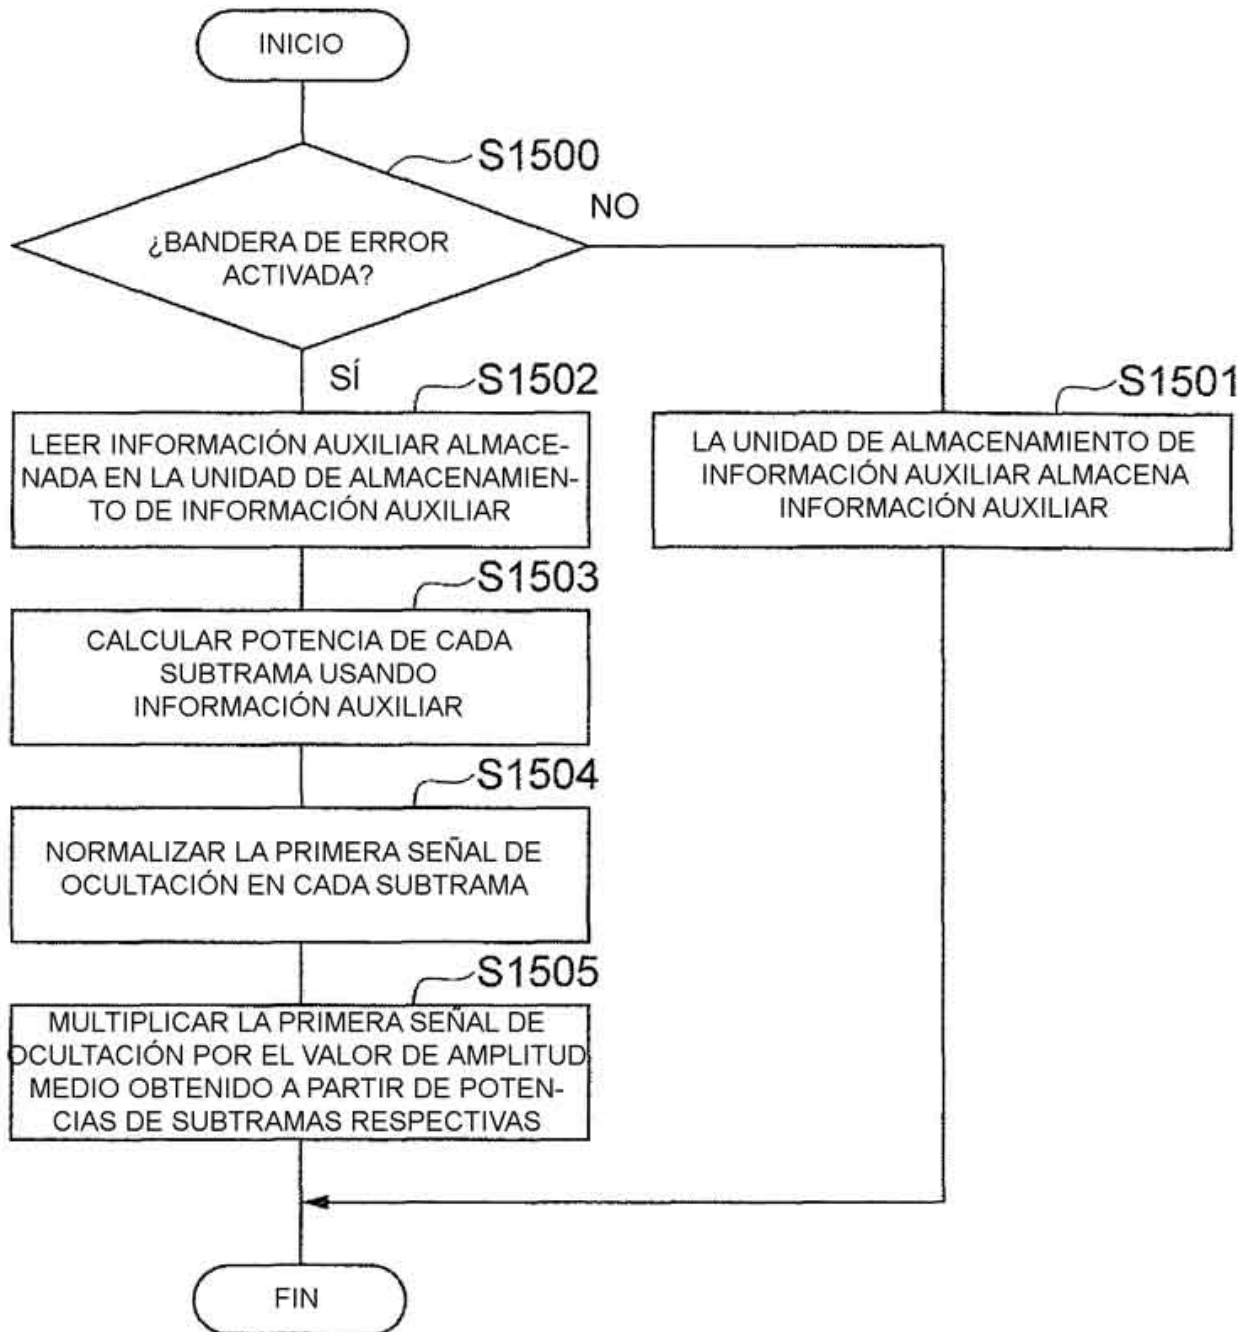 INICIO
S1500
¿BANDERA DE ERROR
ACTIVADA?
NO
SÍ
S1502
LEER INFORMACIÓN AUXILIAR ALMACE-
NADA EN LA UNIDAD DE ALMACENAMIEN-
TO DE INFORMACIÓN AUXILIAR
S1501
LA UNIDAD DE ALMACENAMIENTO DE
INFORMACIÓN AUXILIAR ALMACENA
INFORMACIÓN AUXILIAR
S1503
CALCULAR POTENCIA DE CADA
SUBTRAMA USANDO
INFORMACIÓN AUXILIAR
S1504
NORMALIZAR LA PRIMERA SEÑAL DE
OCULTACIÓN EN CADA SUBTRAMA
S1505
MULTIPLICAR LA PRIMERA SEÑAL DE
OCULTACIÓN POR EL VALOR DE AMPLITUD
MEDIO OBTENIDO A PARTIR DE POTEN-
CIAS DE SUBTRAMAS RESPECTIVAS
FIN